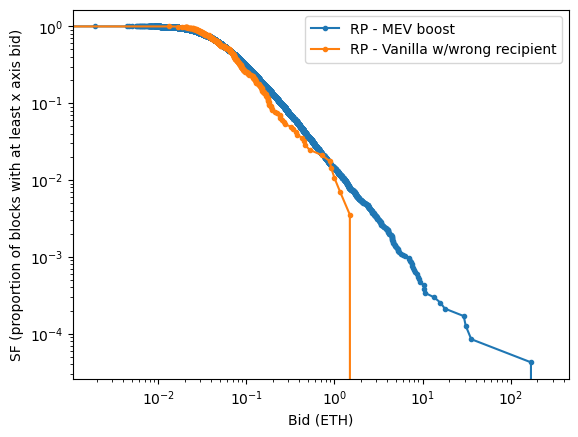 RP - MEV boost
RP - Vanilla w/wrong recipient
SF (proportion of blocks with at least x axis bid)
10⁰
10⁻¹
10⁻²
10⁻³
10⁻⁴
10⁻² 10⁻¹ 10⁰ 10¹ 10²
Bid (ETH)